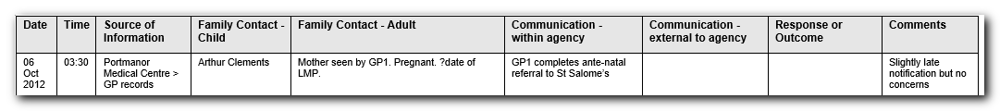 Date
Time
Source of
Information
Family Contact -
Child
Family Contact - Adult
Communication -
within agency
Communication -
external to agency
Response or
Outcome
Comments
06
Oct
2012
03:30
Portmanor
Medical Centre >
GP records
Arthur Clements
Mother seen by GP1. Pregnant. ?date of
LMP.
GP1 completes ante-natal
referral to St Salome's
Slightly late
notification but no
concerns